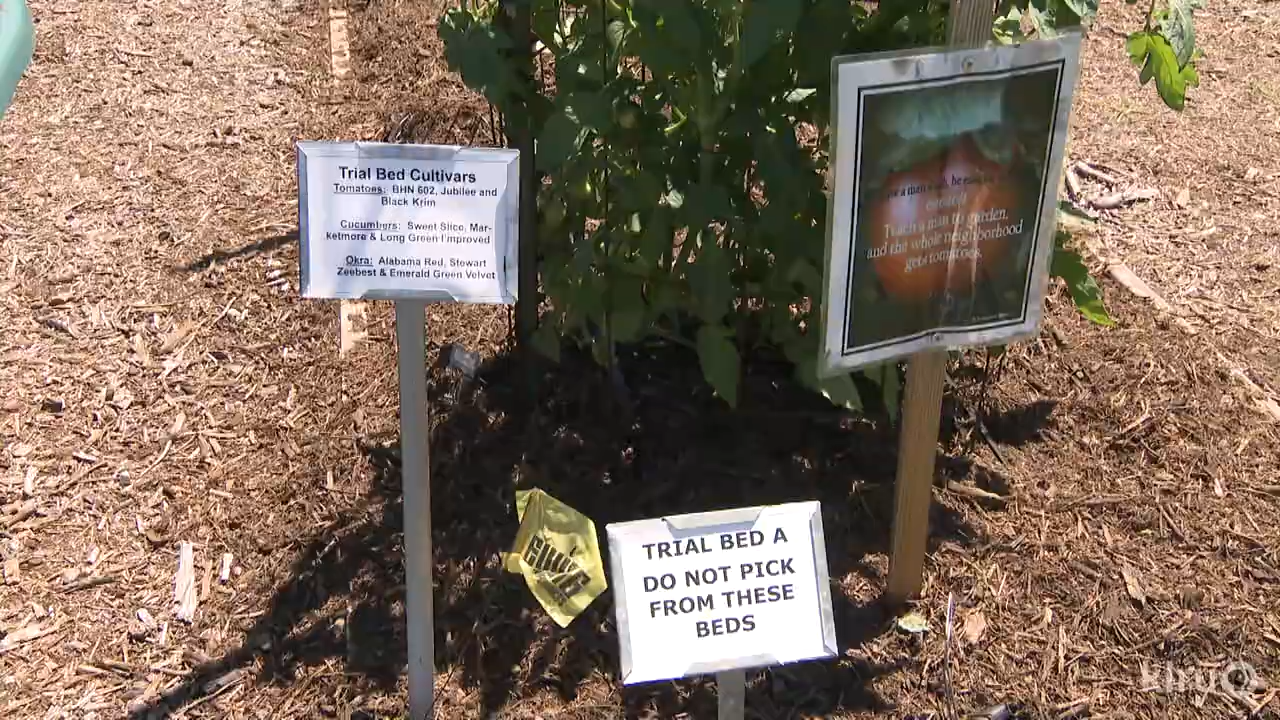 Trial Bed Cultivars
Tomatoes: BHN 602, Jubilee and
Black Krim
Cucumbers: Sweet Slice, Mar-
ketmore & Long Green Improved
Okra: Alabama Red, Stewart
Zeebest & Emerald Green Velvet
a man
Teach a man to garden,
and the whole neighborhood
gets tomatoes.
TRIAL BED A
DO NOT PICK
FROM THESE
BEDS
klruQ